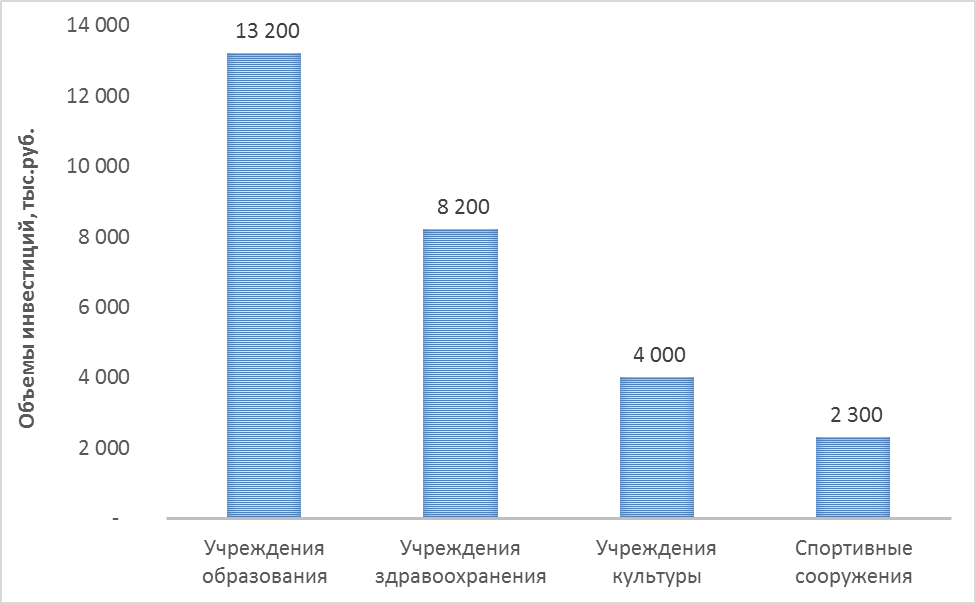 Объемы инвестиций, тыс.руб.
14 000
12 000
10 000
8 000
6 000
4 000
2 000
-
13 200
8 200
4 000
2 300
Учреждения
образования
Учреждения
здравоохранения
Учреждения
культуры
Спортивные
сооружения